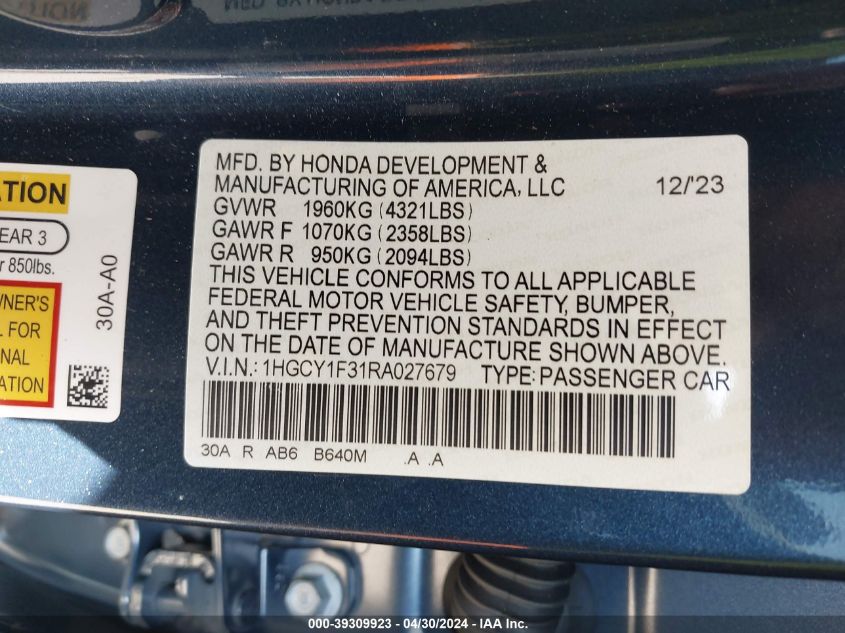 MFD. BY HONDA DEVELOPMENT &
MANUFACTURING OF AMERICA, LLC 12/'23
GVWR 1960KG (4321LBS)
GAWR F 1070KG (2358LBS)
GAWR R 950KG (2094LBS)
THIS VEHICLE CONFORMS TO ALL APPLICABLE
FEDERAL MOTOR VEHICLE SAFETY, BUMPER,
AND THEFT PREVENTION STANDARDS IN EFFECT
ON THE DATE OF MANUFACTURE SHOWN ABOVE.
V.I.N.: 1HGCY1F31RA027679 TYPE: PASSENGER CAR
30A R AB6 B640M .A .A
ATION
EAR 3
r 850lbs.
WNER'S
L FOR
NAL
ATION
30A-A0
000-39309923 - 04/30/2024 - IAA Inc.